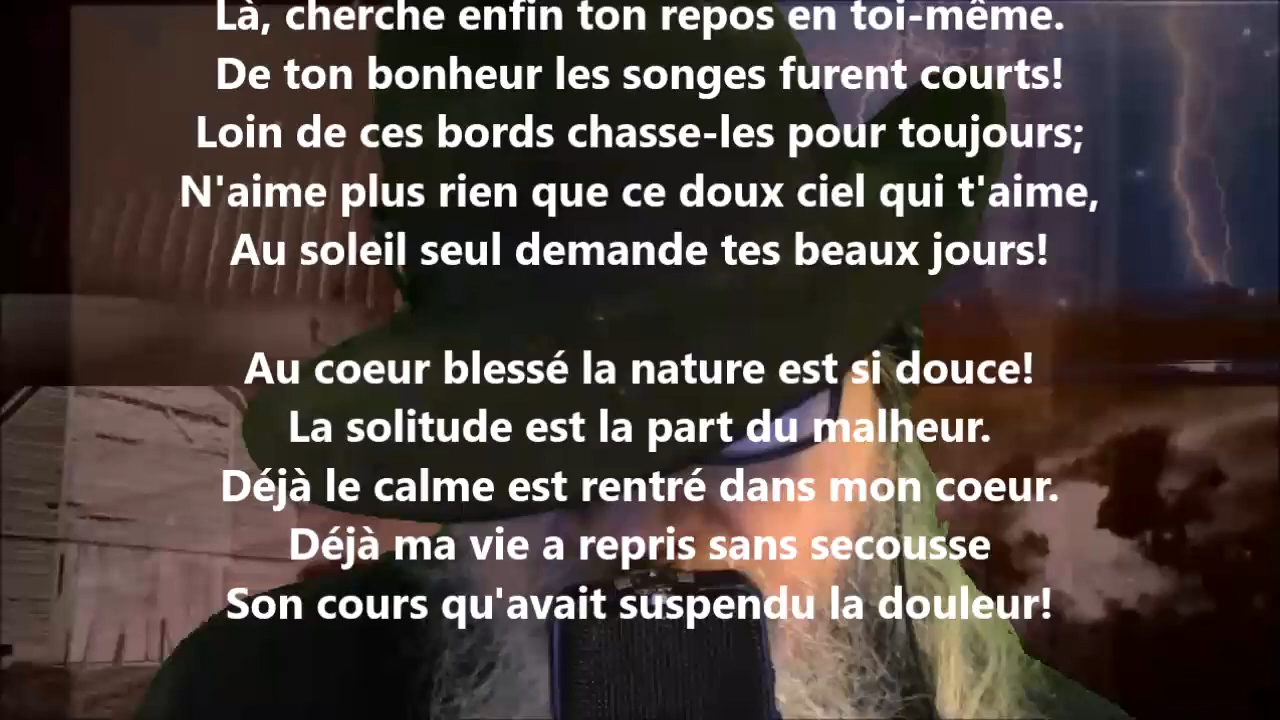 Là, cherche enfin ton repos en toi-même.
De ton bonheur les songes furent courts!
Loin de ces bords chasse-les pour toujours;
N'aime plus rien que ce doux ciel qui t'aime,
Au soleil seul demande tes beaux jours!
Au coeur blessé la nature est si douce!
La solitude est la part du malheur.
Déjà le calme est rentré dans mon coeur.
Déjà ma vie a repris sans secousse
Son cours qu'avait suspendu la douleur!